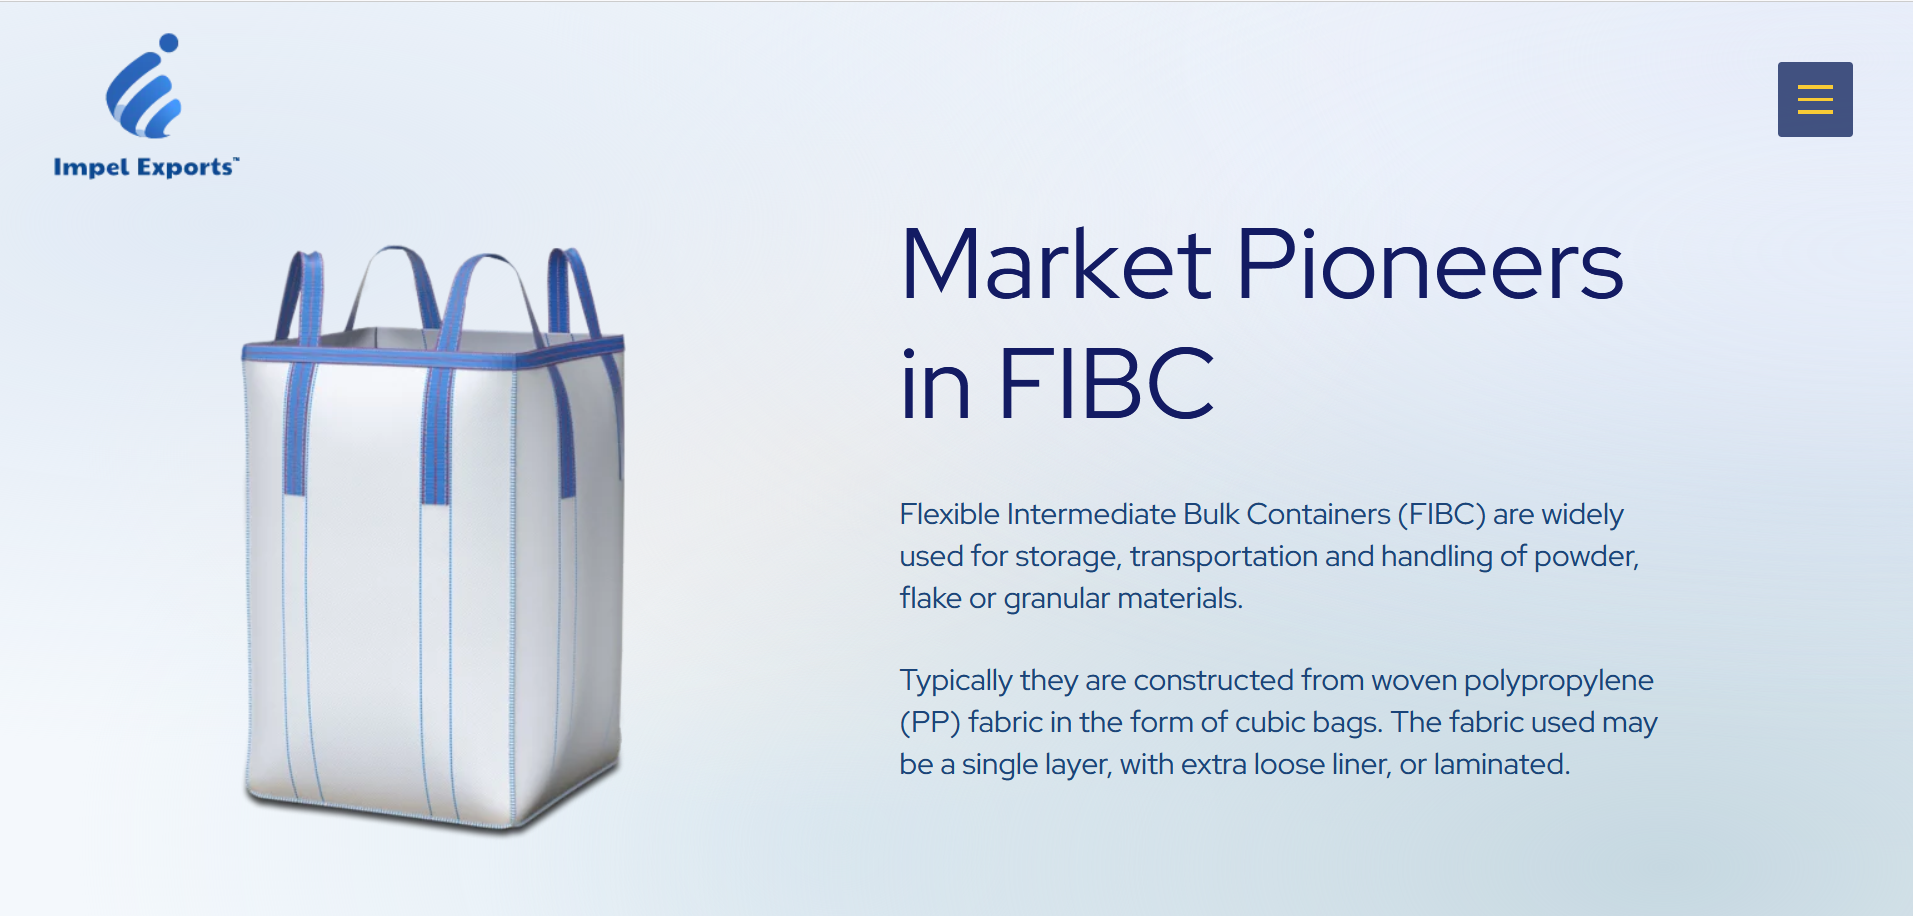 Impel Exports™
Market Pioneers
in FIBC
Flexible Intermediate Bulk Containers (FIBC) are widely
used for storage, transportation and handling of powder,
flake or granular materials.
Typically they are constructed from woven polypropylene
(PP) fabric in the form of cubic bags. The fabric used may
be a single layer, with extra loose liner, or laminated.